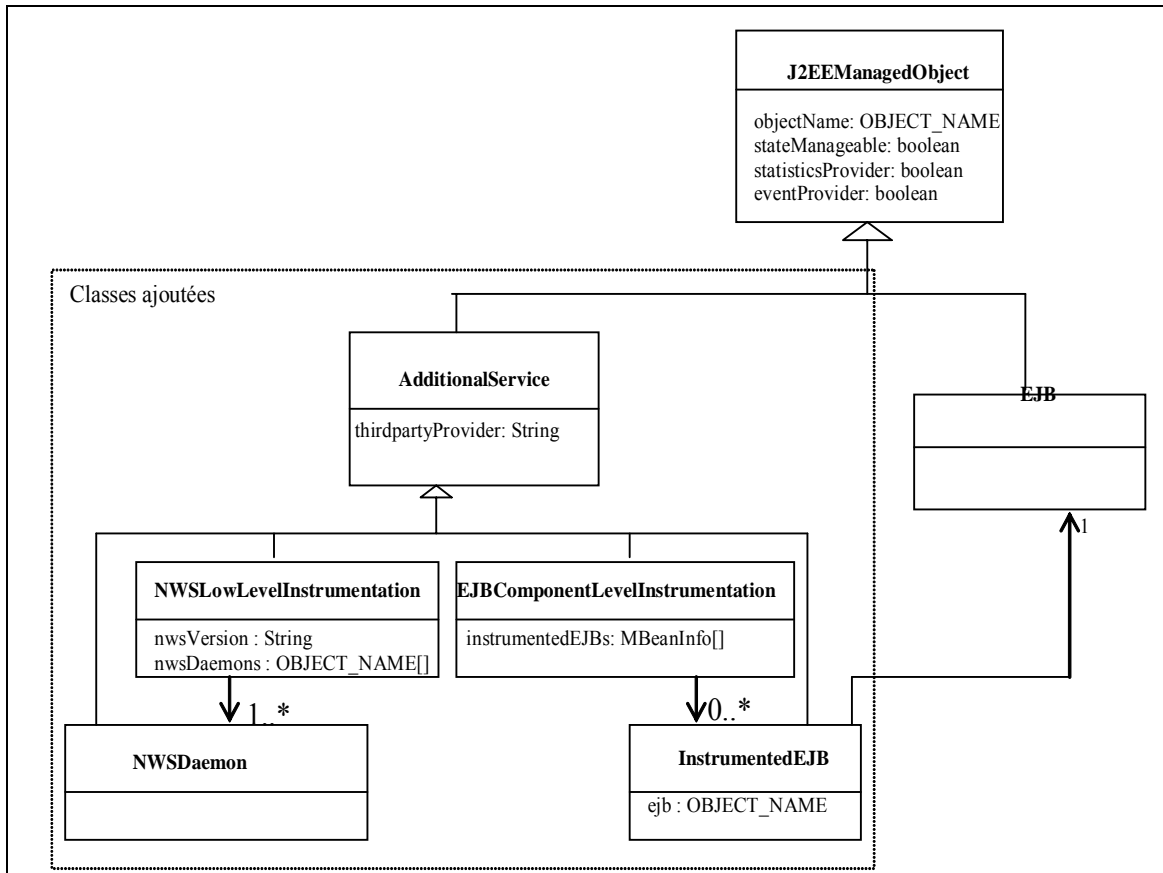 J2EEManagedObject
objectName: OBJECT_NAME
stateManageable: boolean
statisticsProvider: boolean
eventProvider: boolean
Classes ajoutées
AdditionalService
thirdpartyProvider: String
EJB
1
NWSLowLevelInstrumentation
nwsVersion : String
nwsDaemons : OBJECT_NAME[]
EJBComponentLevelInstrumentation
instrumentedEJBs: MBeanInfo[]
1..*
0..*
NWSDaemon
InstrumentedEJB
ejb : OBJECT_NAME